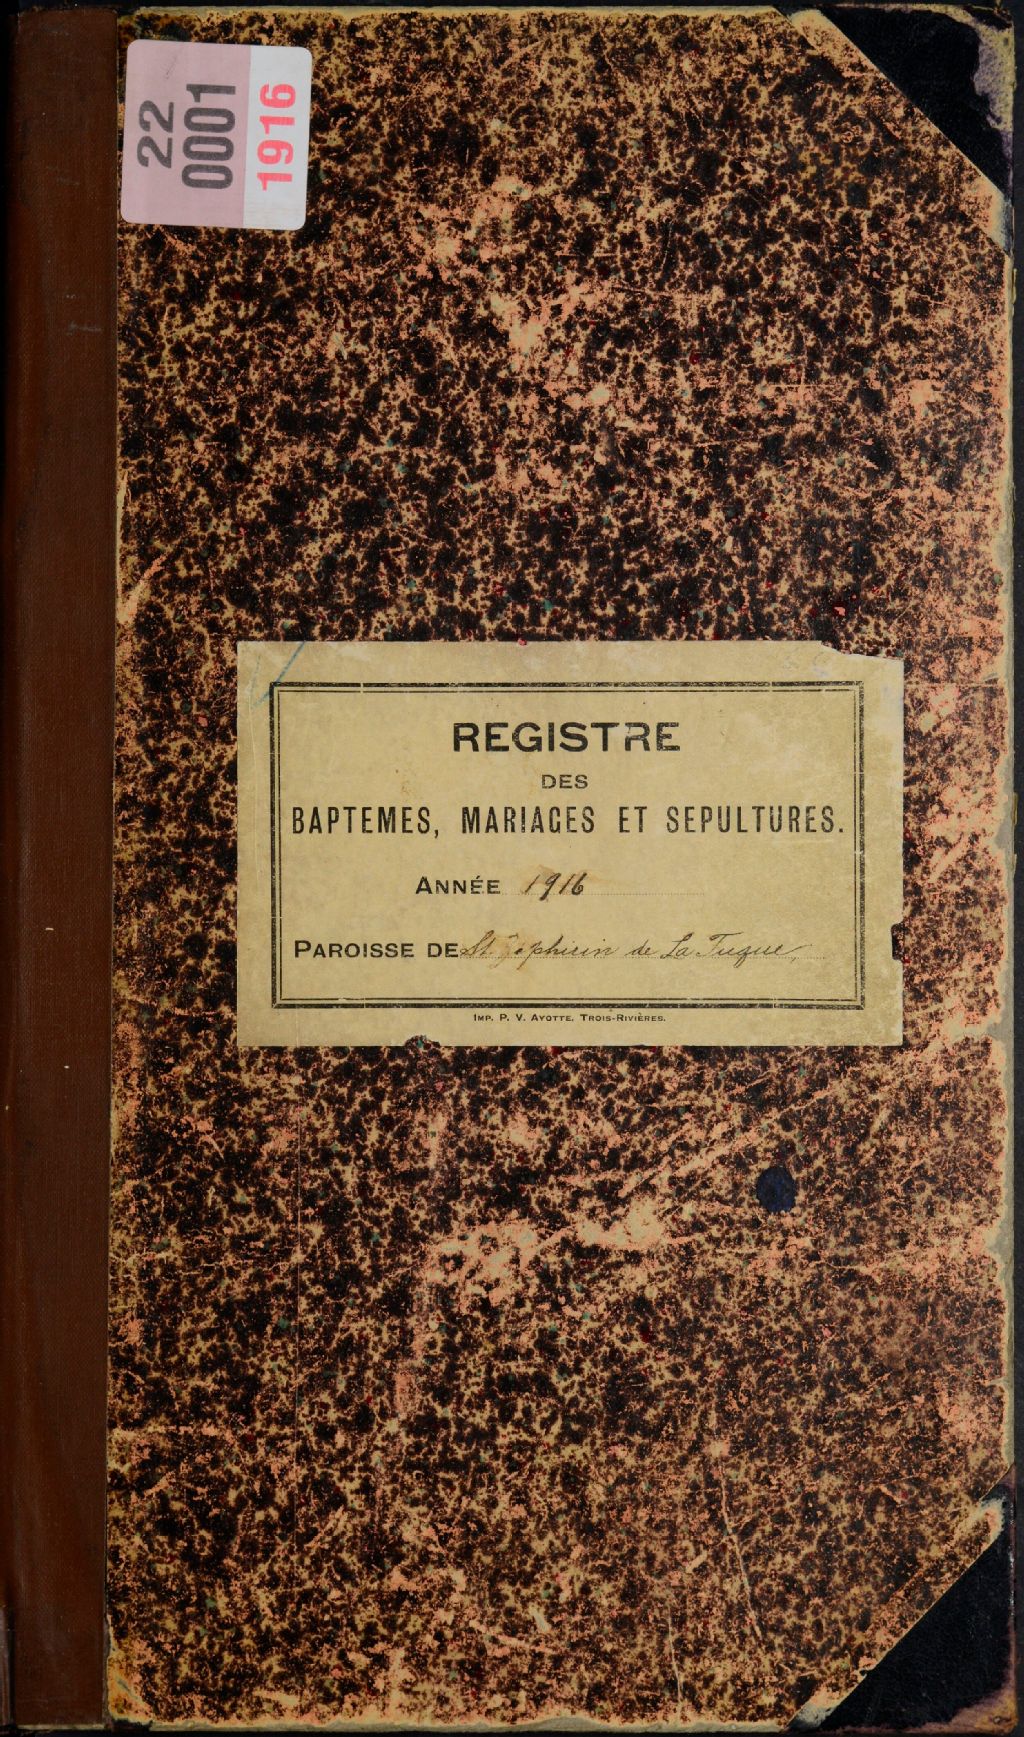 22
0001
1916
REGISTRE
DES
BAPTEMES, MARIAGES ET SEPULTURES.
ANNÉE 1916
PAROISSE DE St Zéphirin de La Tuque,
IMP. P. V. AYOTTE, TROIS-RIVIÈRES.